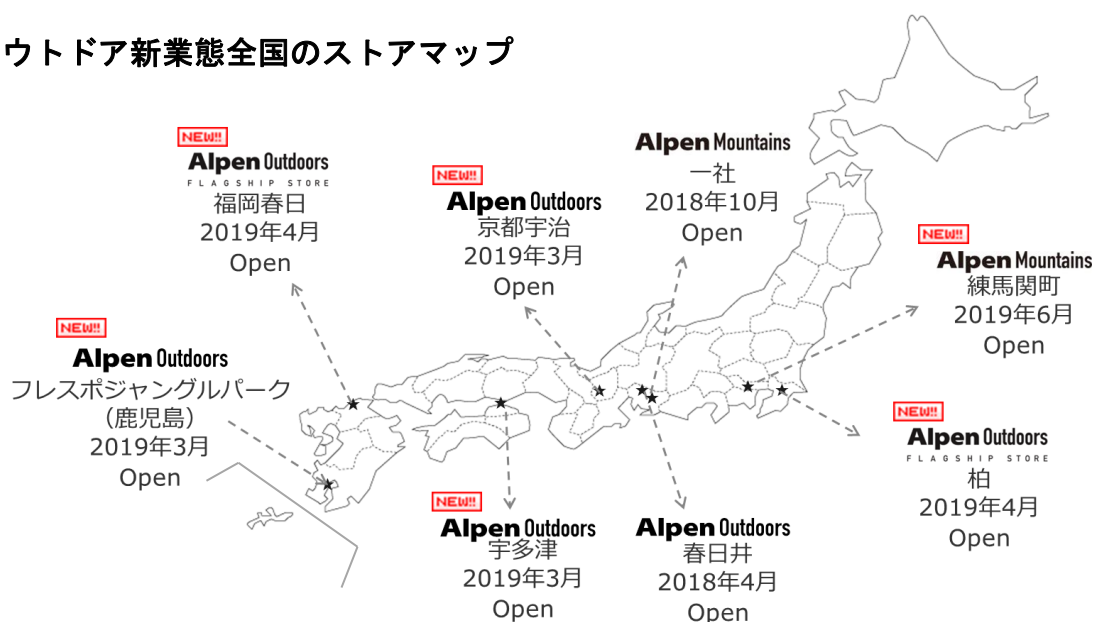 ウトドア新業態全国のストアマップ
NEW!!
Alpen Outdoors
FLAGSHIP STORE
福岡春日
2019年4月
Open
NEW!!
Alpen Outdoors
京都宇治
2019年3月
Open
Alpen Mountains
一社
2018年10月
Open
NEW!!
Alpen Mountains
練馬関町
2019年6月
Open
NEW!!
Alpen Outdoors
フレスポジャングルパーク
（鹿児島）
2019年3月
Open
NEW!!
Alpen Outdoors
宇多津
2019年3月
Open
Alpen Outdoors
春日井
2018年4月
Open
NEW!!
Alpen Outdoors
FLAGSHIP STORE
柏
2019年4月
Open